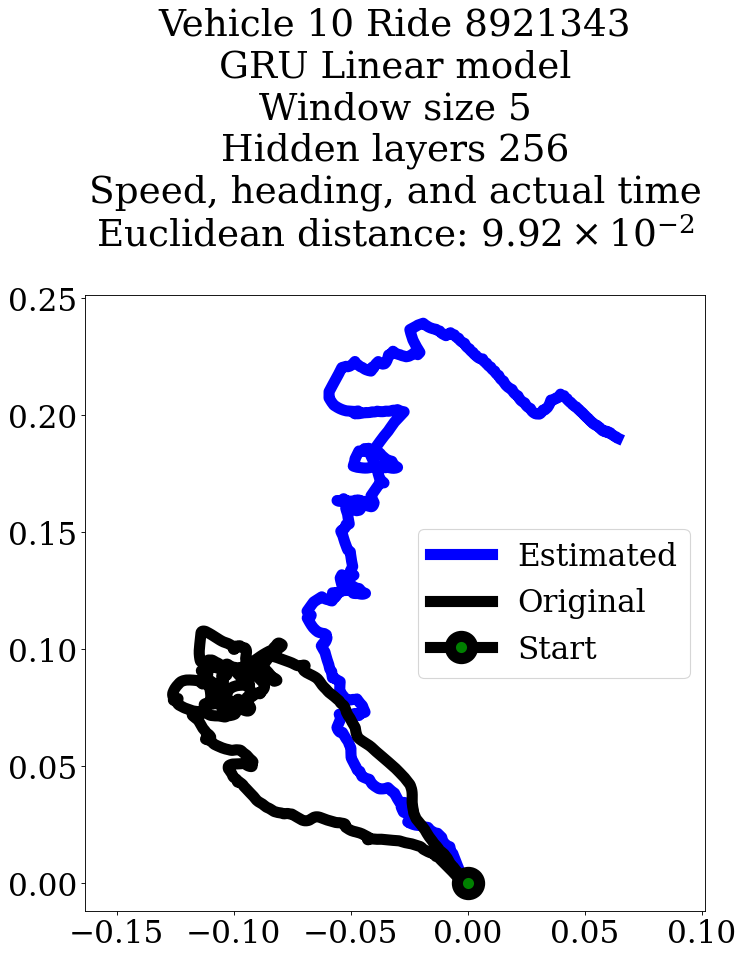 Vehicle 10 Ride 8921343
GRU Linear model
Window size 5
Hidden layers 256
Speed, heading, and actual time
Euclidean distance: 9.92 × 10⁻²
0.25
0.20
0.15
0.10
0.05
0.00
Estimated
Original
Start
−0.15 −0.10 −0.05 0.00 0.05 0.10